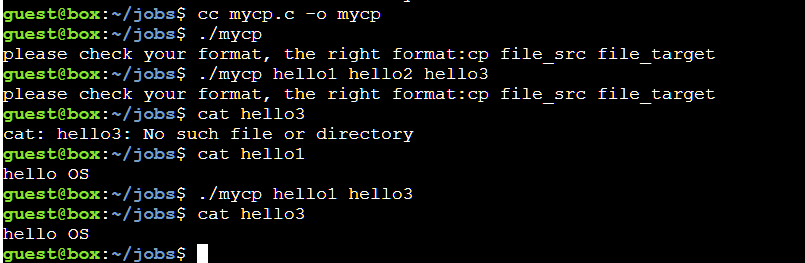 guest@box:~/jobs$ cc mycp.c -o mycp
guest@box:~/jobs$ ./mycp
please check your format, the right format:cp file_src file_target
guest@box:~/jobs$ ./mycp hello1 hello2 hello3
please check your format, the right format:cp file_src file_target
guest@box:~/jobs$ cat hello3
cat: hello3: No such file or directory
guest@box:~/jobs$ cat hello1
hello OS
guest@box:~/jobs$ ./mycp hello1 hello3
guest@box:~/jobs$ cat hello3
hello OS
guest@box:~/jobs$